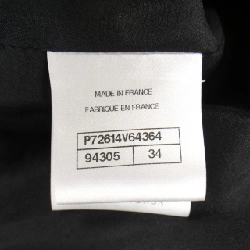 MADE IN FRANCE
FABRIQUE EN FRANCE
P72614V64364
94305 34